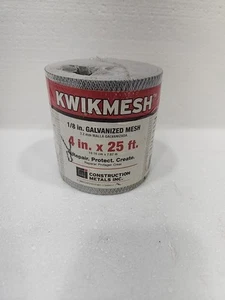 KWIKMESH
1/8 in. GALVANIZED MESH
4 in. x 25 ft.
Repair. Protect. Create.
CONSTRUCTION
METALS INC.